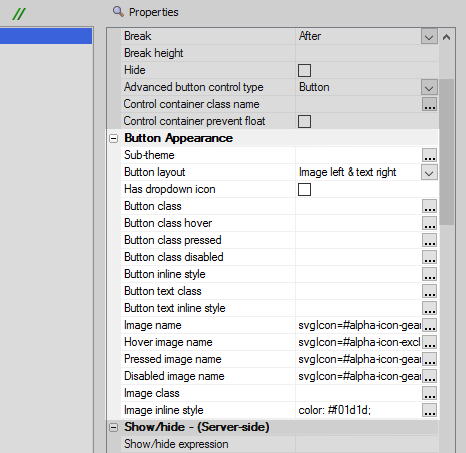 //
Properties
Break After
Break height
Hide
Advanced button control type Button
Control container class name ...
Control container prevent float
Button Appearance
Sub-theme ...
Button layout Image left & text right
Has dropdown icon
Button class ...
Button class hover ...
Button class pressed ...
Button class disabled ...
Button inline style ...
Button text class ...
Button text inline style ...
Image name svgIcon=#alpha-icon-gear ...
Hover image name svgIcon=#alpha-icon-excl ...
Pressed image name svgIcon=#alpha-icon-gear ...
Disabled image name svgIcon=#alpha-icon-gear ...
Image class ...
Image inline style color: #f01d1d; ...
Show/hide - (Server-side)
Show/hide expression